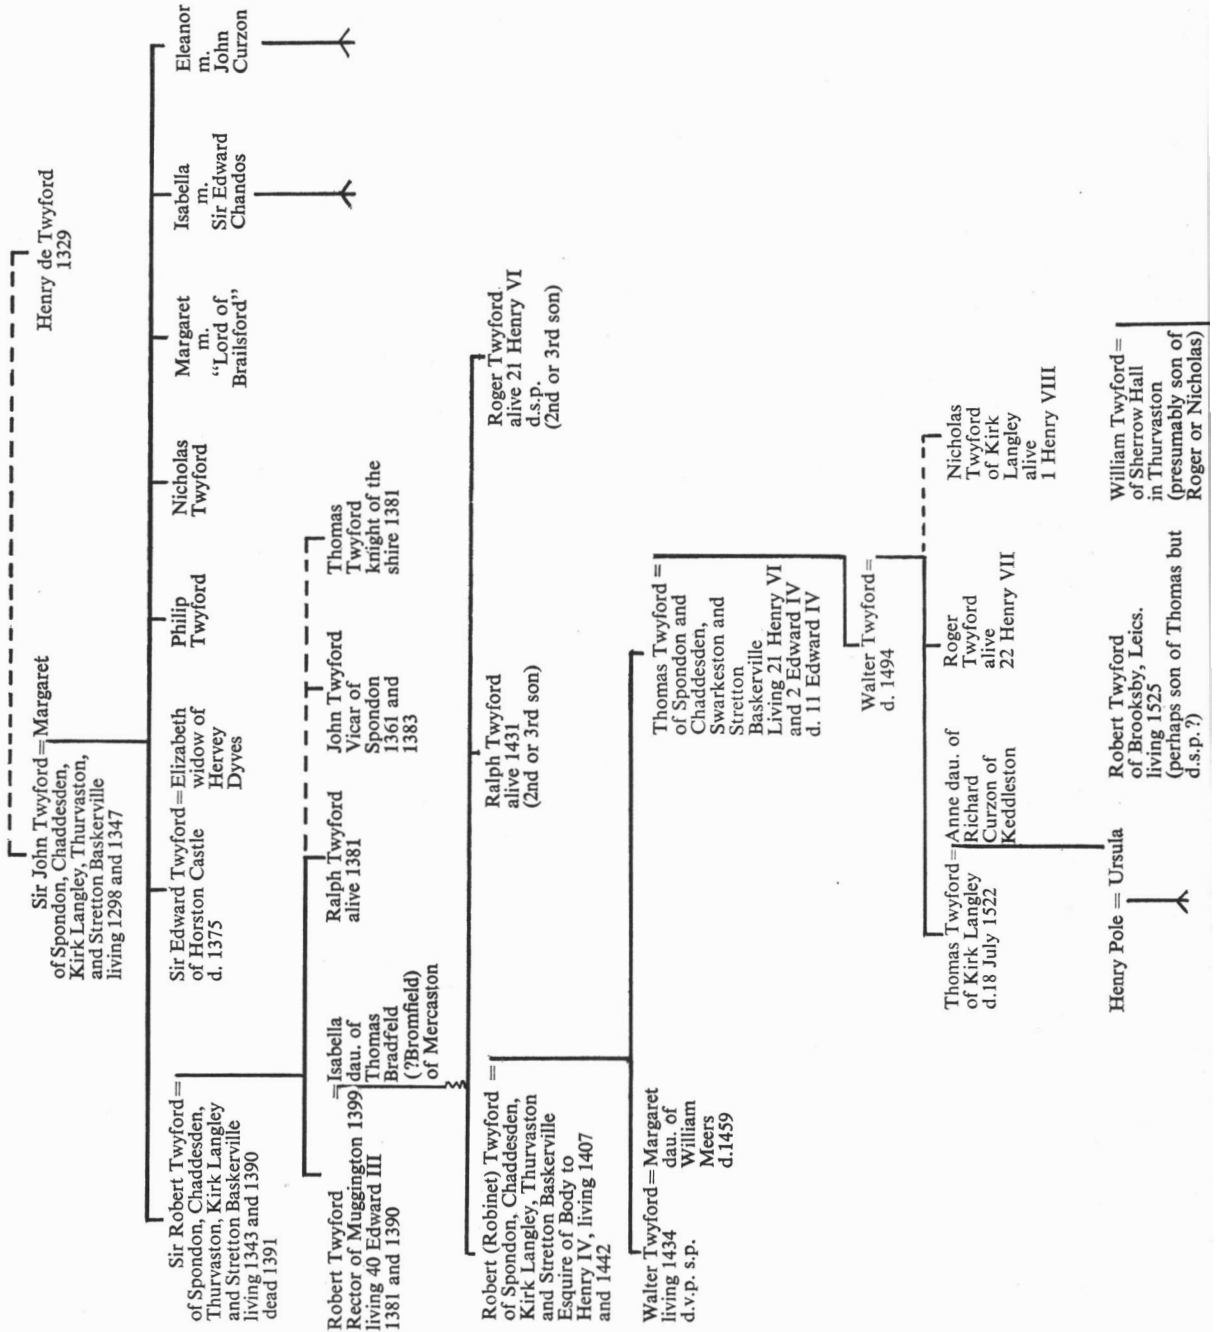 Henry de Twyford
1329
Sir John Twyford = Margaret
of Spondon, Chaddesden,
Kirk Langley, Thurvaston,
and Stretton Baskerville
living 1298 and 1347
Sir Robert Twyford =
of Spondon, Chaddesden,
Thurvaston, Kirk Langley
and Stretton Baskerville
living 1343 and 1390
dead 1391
Sir Edward Twyford = Elizabeth
of Horston Castle
d. 1375
widow of
Hervey
Dyves
Philip
Twyford
Nicholas
Twyford
Margaret
m.
“Lord of
Brailsford”
Isabella
m.
Sir Edward
Chandos
Eleanor
m.
John
Curzon
Robert Twyford
Rector of Muggington 1399
living 40 Edward III
1381 and 1390
= Isabella
dau. of
Thomas
Bradfeld
(?Bromfield)
of Mercaston
Ralph Twyford
alive 1381
John Twyford
Vicar of
Spondon
1361 and
1383
Thomas
Twyford
knight of the
shire 1381
Robert (Robinet) Twyford =
of Spondon, Chaddesden,
Kirk Langley, Thurvaston
and Stretton Baskerville
Esquire of Body to
Henry IV, living 1407
and 1442
Ralph Twyford
alive 1431
(2nd or 3rd son)
Roger Twyford
alive 21 Henry VI
d.s.p.
(2nd or 3rd son)
Walter Twyford = Margaret
living 1434
d.v.p. s.p.
dau. of
William
Meers
d.1459
Thomas Twyford =
of Spondon and
Chaddesden,
Swarkeston and
Stretton
Baskerville
Living 21 Henry VI
and 2 Edward IV
d. 11 Edward IV
Walter Twyford =
d. 1494
Thomas Twyford = Anne dau. of
of Kirk Langley
d.18 July 1522
Richard
Curzon of
Keddleston
Roger
Twyford
alive
22 Henry VII
Nicholas
Twyford
of Kirk
Langley
alive
1 Henry VIII
Henry Pole = Ursula
Robert Twyford
of Brooksby, Leics.
living 1525
(perhaps son of Thomas but
d.s.p.?)
William Twyford =
of Sherrow Hall
in Thurvaston
(presumably son of
Roger or Nicholas)